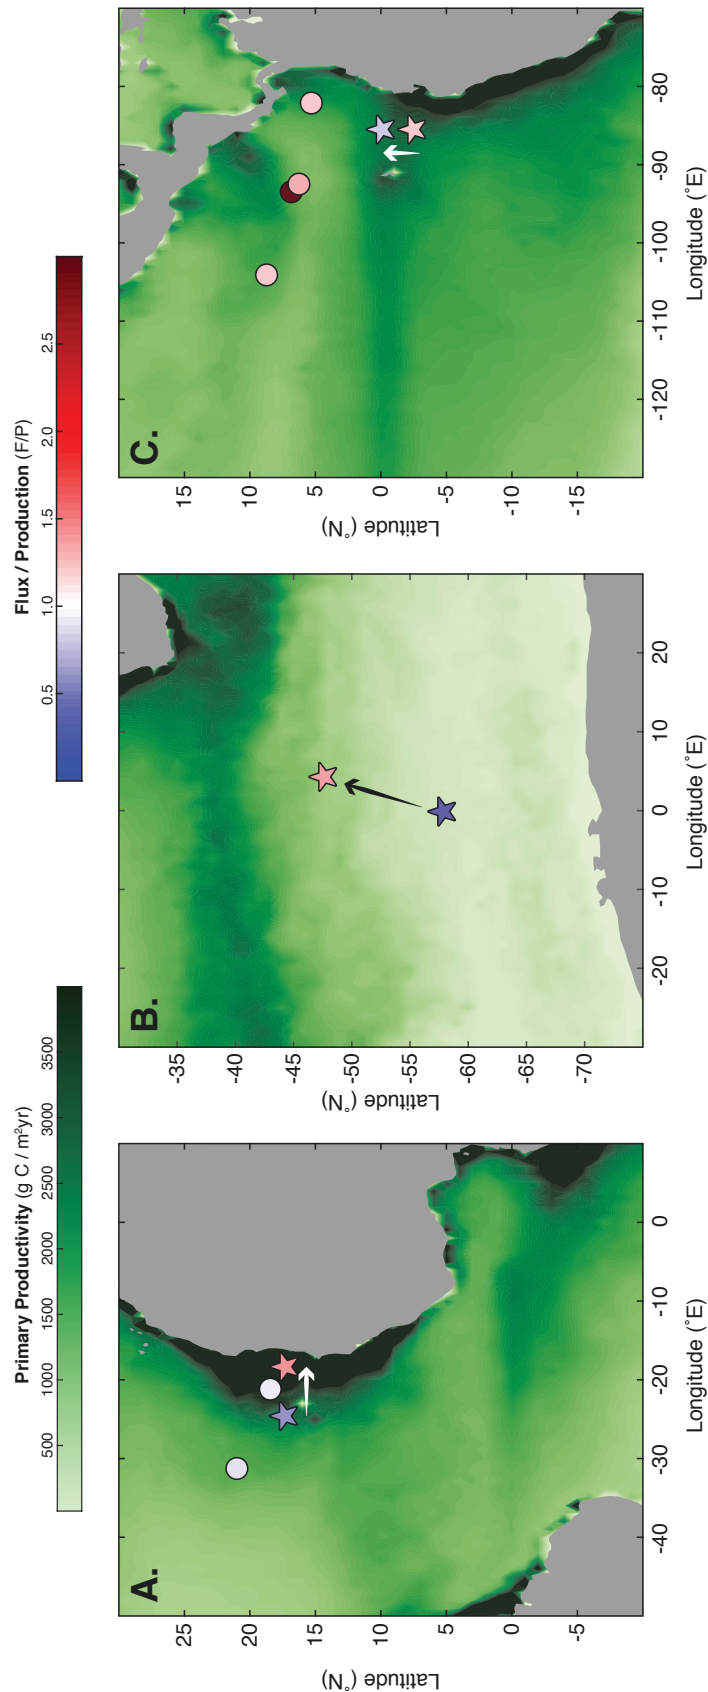 Primary Productivity (g C / m²yr)
500 1000 1500 2000 2500 3000 3500
Flux / Production (F/P)
0.5 1.0 1.5 2.0 2.5
A.
Latitude (˚N)
25
20
15
10
5
0
-5
-40 -30 -20 -10 0
Longitude (˚E)
B.
Latitude (˚N)
-35
-40
-45
-50
-55
-60
-65
-70
-20 -10 0 10 20
Longitude (˚E)
C.
Latitude (˚N)
15
10
5
0
-5
-10
-15
-120 -110 -100 -90 -80
Longitude (˚E)